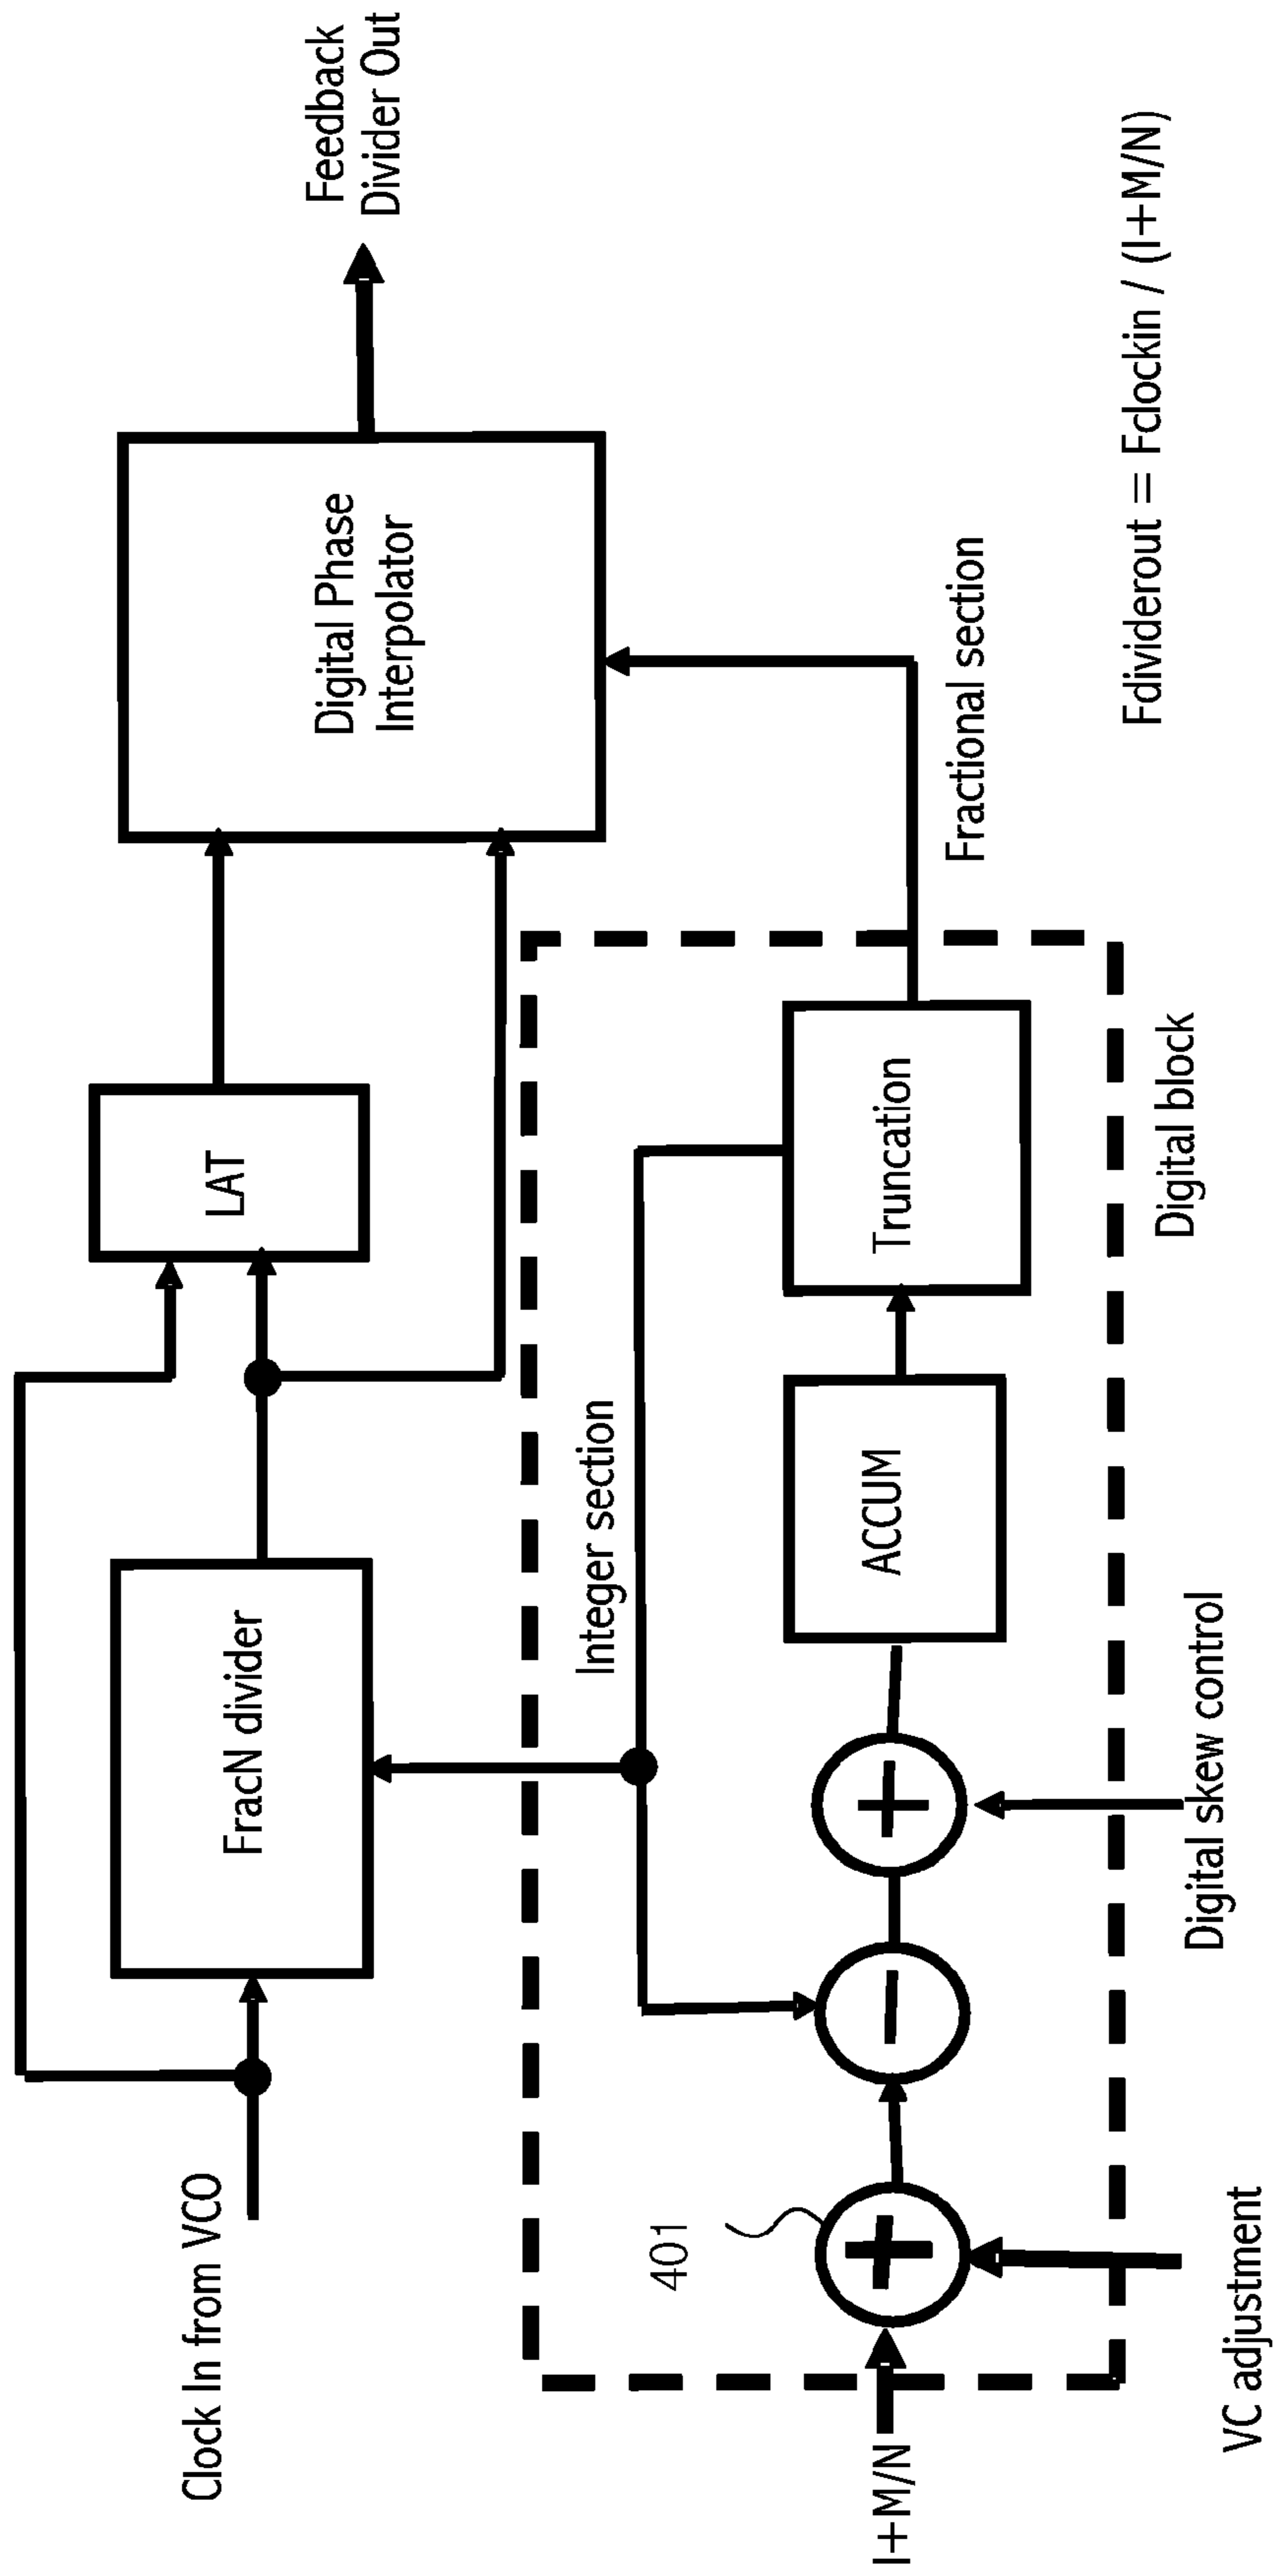 Clock In from VCO
FracN divider
LAT
Digital Phase
Interpolator
Feedback
Divider Out
Integer section
401
I+M/N
+
−
+
ACCUM
Truncation
Fractional section
VC adjustment
Digital skew control
Digital block
Fdividerout = Fclockin / (I+M/N)